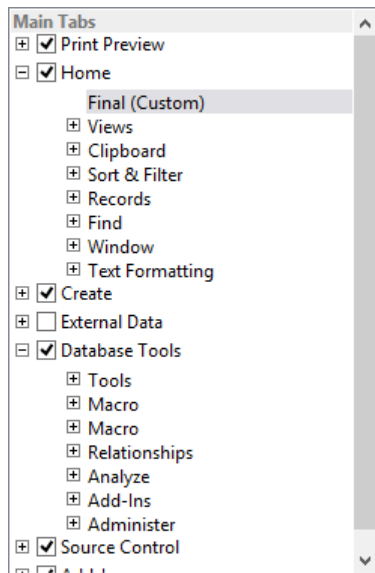 Main Tabs
Print Preview
Home
Final (Custom)
Views
Clipboard
Sort & Filter
Records
Find
Window
Text Formatting
Create
External Data
Database Tools
Tools
Macro
Macro
Relationships
Analyze
Add-Ins
Administer
Source Control